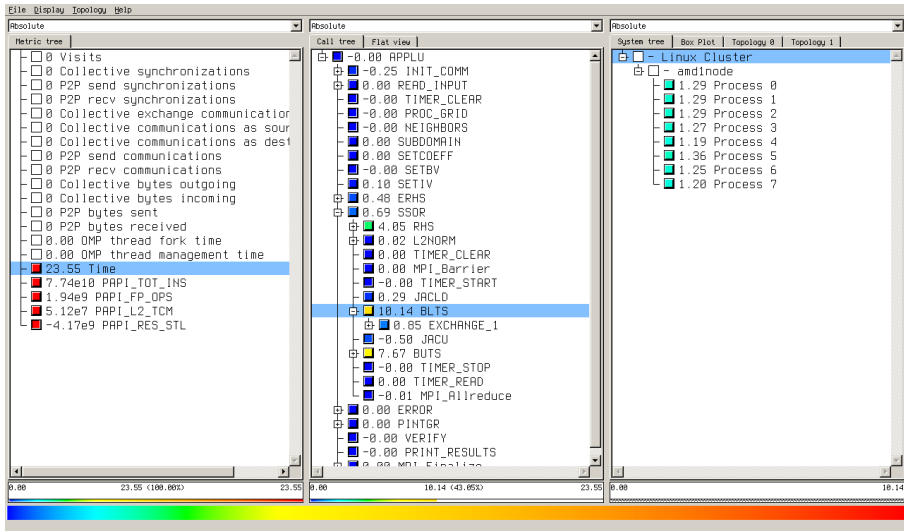 File Display Topology Help
Absolute
Metric tree
0 Visits
0 Collective synchronizations
0 P2P send synchronizations
0 P2P recv synchronizations
0 Collective exchange communication
0 Collective communications as sour
0 Collective communications as dest
0 P2P send communications
0 P2P recv communications
0 Collective bytes outgoing
0 Collective bytes incoming
0 P2P bytes sent
0 P2P bytes received
0.00 OMP thread fork time
0.00 OMP thread management time
23.55 Time
7.74e10 PAPI_TOT_INS
1.94e9 PAPI_FP_OPS
5.12e7 PAPI_L2_TCM
-4.17e9 PAPI_RES_STL
0.00 23.55 (100.00%) 23.55
Absolute
Call tree Flat view
-0.00 APPLU
-0.25 INIT_COMM
0.00 READ_INPUT
-0.00 TIMER_CLEAR
-0.00 PROC_GRID
-0.00 NEIGHBORS
0.00 SUBDOMAIN
0.00 SETCOEFF
-0.00 SETBV
0.10 SETIV
0.48 ERHS
0.69 SSOR
4.05 RHS
0.02 L2NORM
0.00 TIMER_CLEAR
0.00 MPI_Barrier
-0.00 TIMER_START
0.29 JACLD
10.14 BLTS
0.85 EXCHANGE_1
-0.50 JACU
7.67 BUTS
-0.00 TIMER_STOP
0.00 TIMER_READ
-0.01 MPI_Allreduce
0.00 ERROR
0.00 PINTGR
-0.00 VERIFY
-0.00 PRINT_RESULTS
0.00 MPI_Finalize
0.00 10.14 (43.05%) 23.55
Absolute
System tree Box Plot Topology 0 Topology 1
- Linux Cluster
- amd1node
1.29 Process 0
1.29 Process 1
1.29 Process 2
1.27 Process 3
1.19 Process 4
1.36 Process 5
1.25 Process 6
1.20 Process 7
0.00 10.14